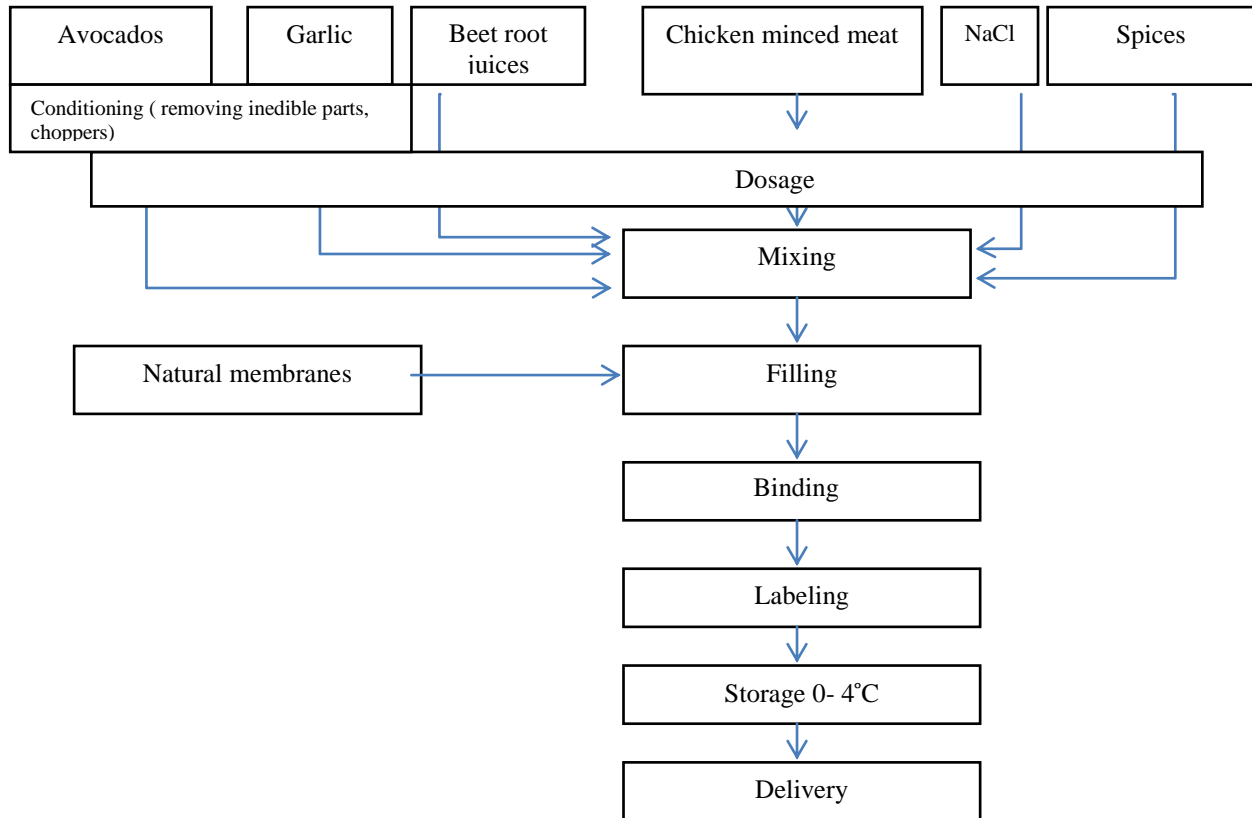 Avocados
Garlic
Beet root
juices
Chicken minced meat
NaCl
Spices
Conditioning ( removing inedible parts,
choppers)
Dosage
Mixing
Natural membranes
Filling
Binding
Labeling
Storage 0- 4°C
Delivery